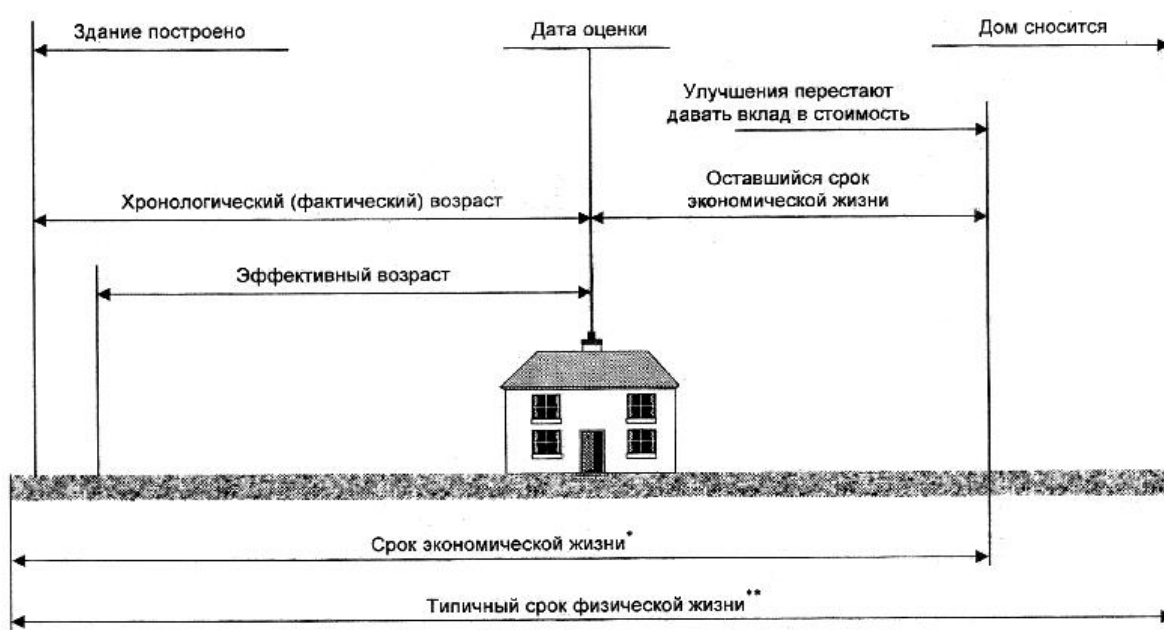 Здание построено
Дата оценки
Дом сносится
Улучшения перестают
давать вклад в стоимость
Хронологический (фактический) возраст
Оставшийся срок
экономической жизни
Эффективный возраст
Срок экономической жизни*
Типичный срок физической жизни**